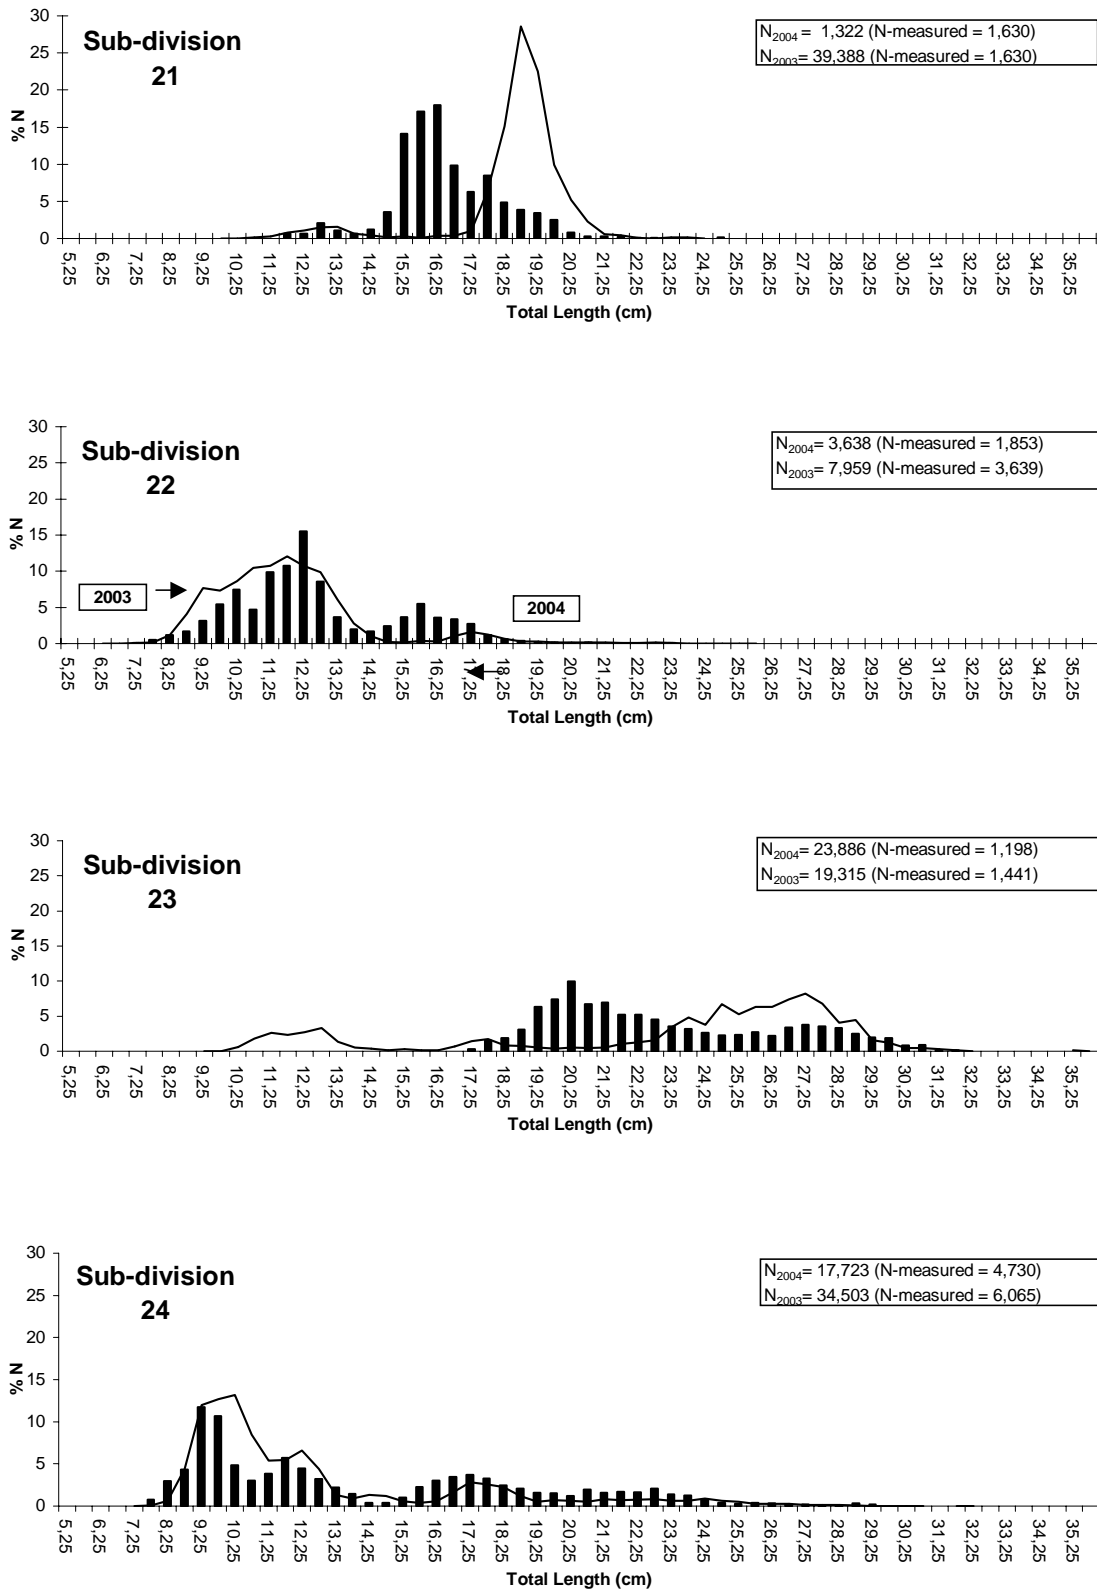 Sub-division
21
N2004 = 1,322 (N-measured = 1,630)
N2003= 39,388 (N-measured = 1,630)
% N
30
25
20
15
10
5
0
5,25 6,25 7,25 8,25 9,25 10,25 11,25 12,25 13,25 14,25 15,25 16,25 17,25 18,25 19,25 20,25 21,25 22,25 23,25 24,25 25,25 26,25 27,25 28,25 29,25 30,25 31,25 32,25 33,25 34,25 35,25
Total Length (cm)
Sub-division
22
N2004= 3,638 (N-measured = 1,853)
N2003= 7,959 (N-measured = 3,639)
% N
30
25
20
15
10
5
0
2003
2004
5,25 6,25 7,25 8,25 9,25 10,25 11,25 12,25 13,25 14,25 15,25 16,25 17,25 18,25 19,25 20,25 21,25 22,25 23,25 24,25 25,25 26,25 27,25 28,25 29,25 30,25 31,25 32,25 33,25 34,25 35,25
Total Length (cm)
Sub-division
23
N2004= 23,886 (N-measured = 1,198)
N2003= 19,315 (N-measured = 1,441)
% N
30
25
20
15
10
5
0
5,25 6,25 7,25 8,25 9,25 10,25 11,25 12,25 13,25 14,25 15,25 16,25 17,25 18,25 19,25 20,25 21,25 22,25 23,25 24,25 25,25 26,25 27,25 28,25 29,25 30,25 31,25 32,25 33,25 34,25 35,25
Total Length (cm)
Sub-division
24
N2004= 17,723 (N-measured = 4,730)
N2003= 34,503 (N-measured = 6,065)
% N
30
25
20
15
10
5
0
5,25 6,25 7,25 8,25 9,25 10,25 11,25 12,25 13,25 14,25 15,25 16,25 17,25 18,25 19,25 20,25 21,25 22,25 23,25 24,25 25,25 26,25 27,25 28,25 29,25 30,25 31,25 32,25 33,25 34,25 35,25
Total Length (cm)